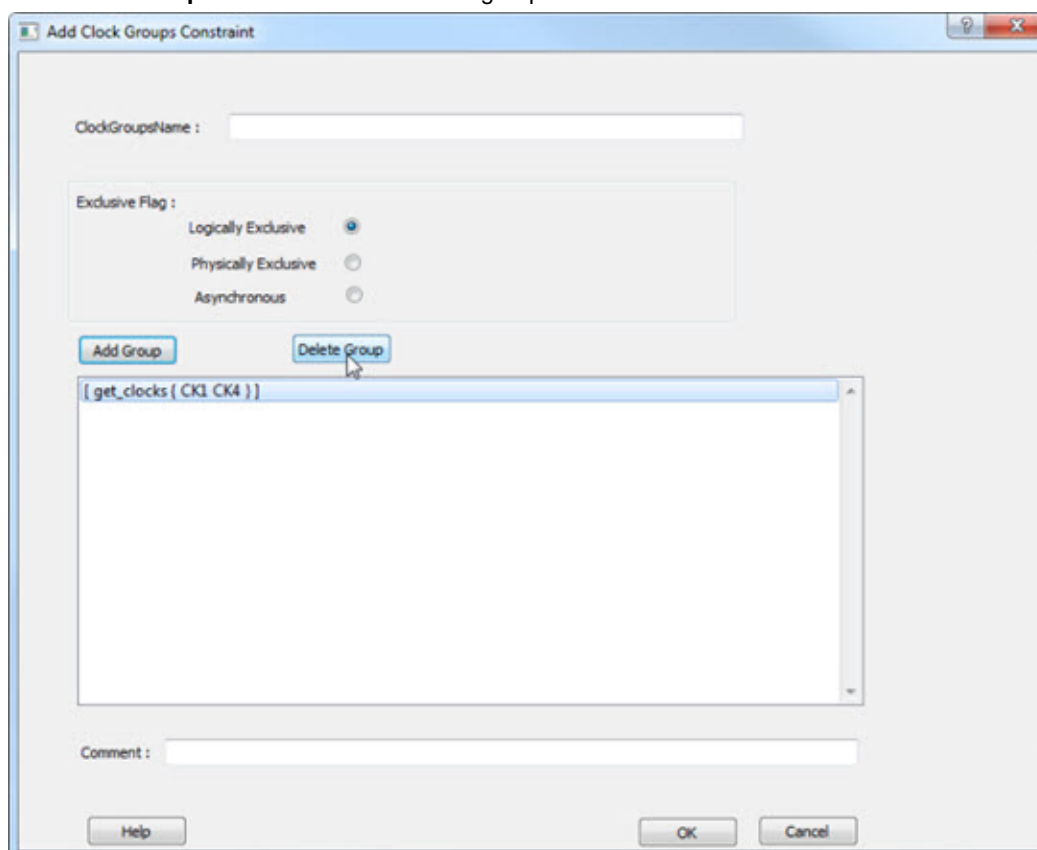 Add Clock Groups Constraint
ClockGroupsName :
Exclusive Flag :
Logically Exclusive
Physically Exclusive
Asynchronous
Add Group Delete Group
[ get_clocks { CK1 CK4 } ]
Comment :
Help OK Cancel